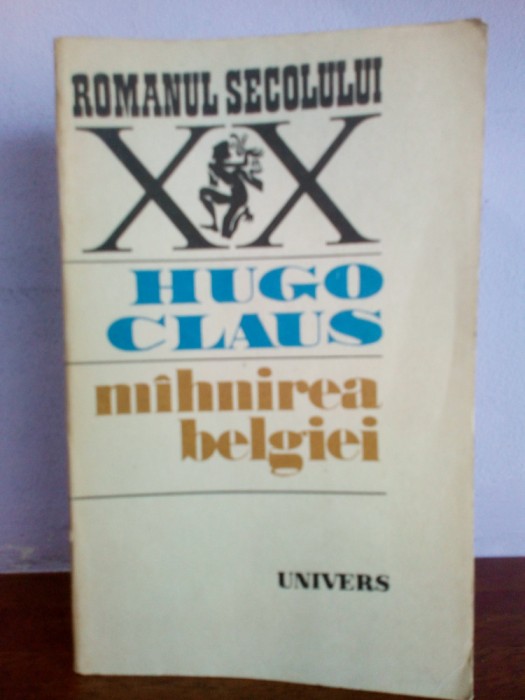 ROMANUL SECOLULUI
XX
HUGO
CLAUS
mîhnirea
belgiei
UNIVERS